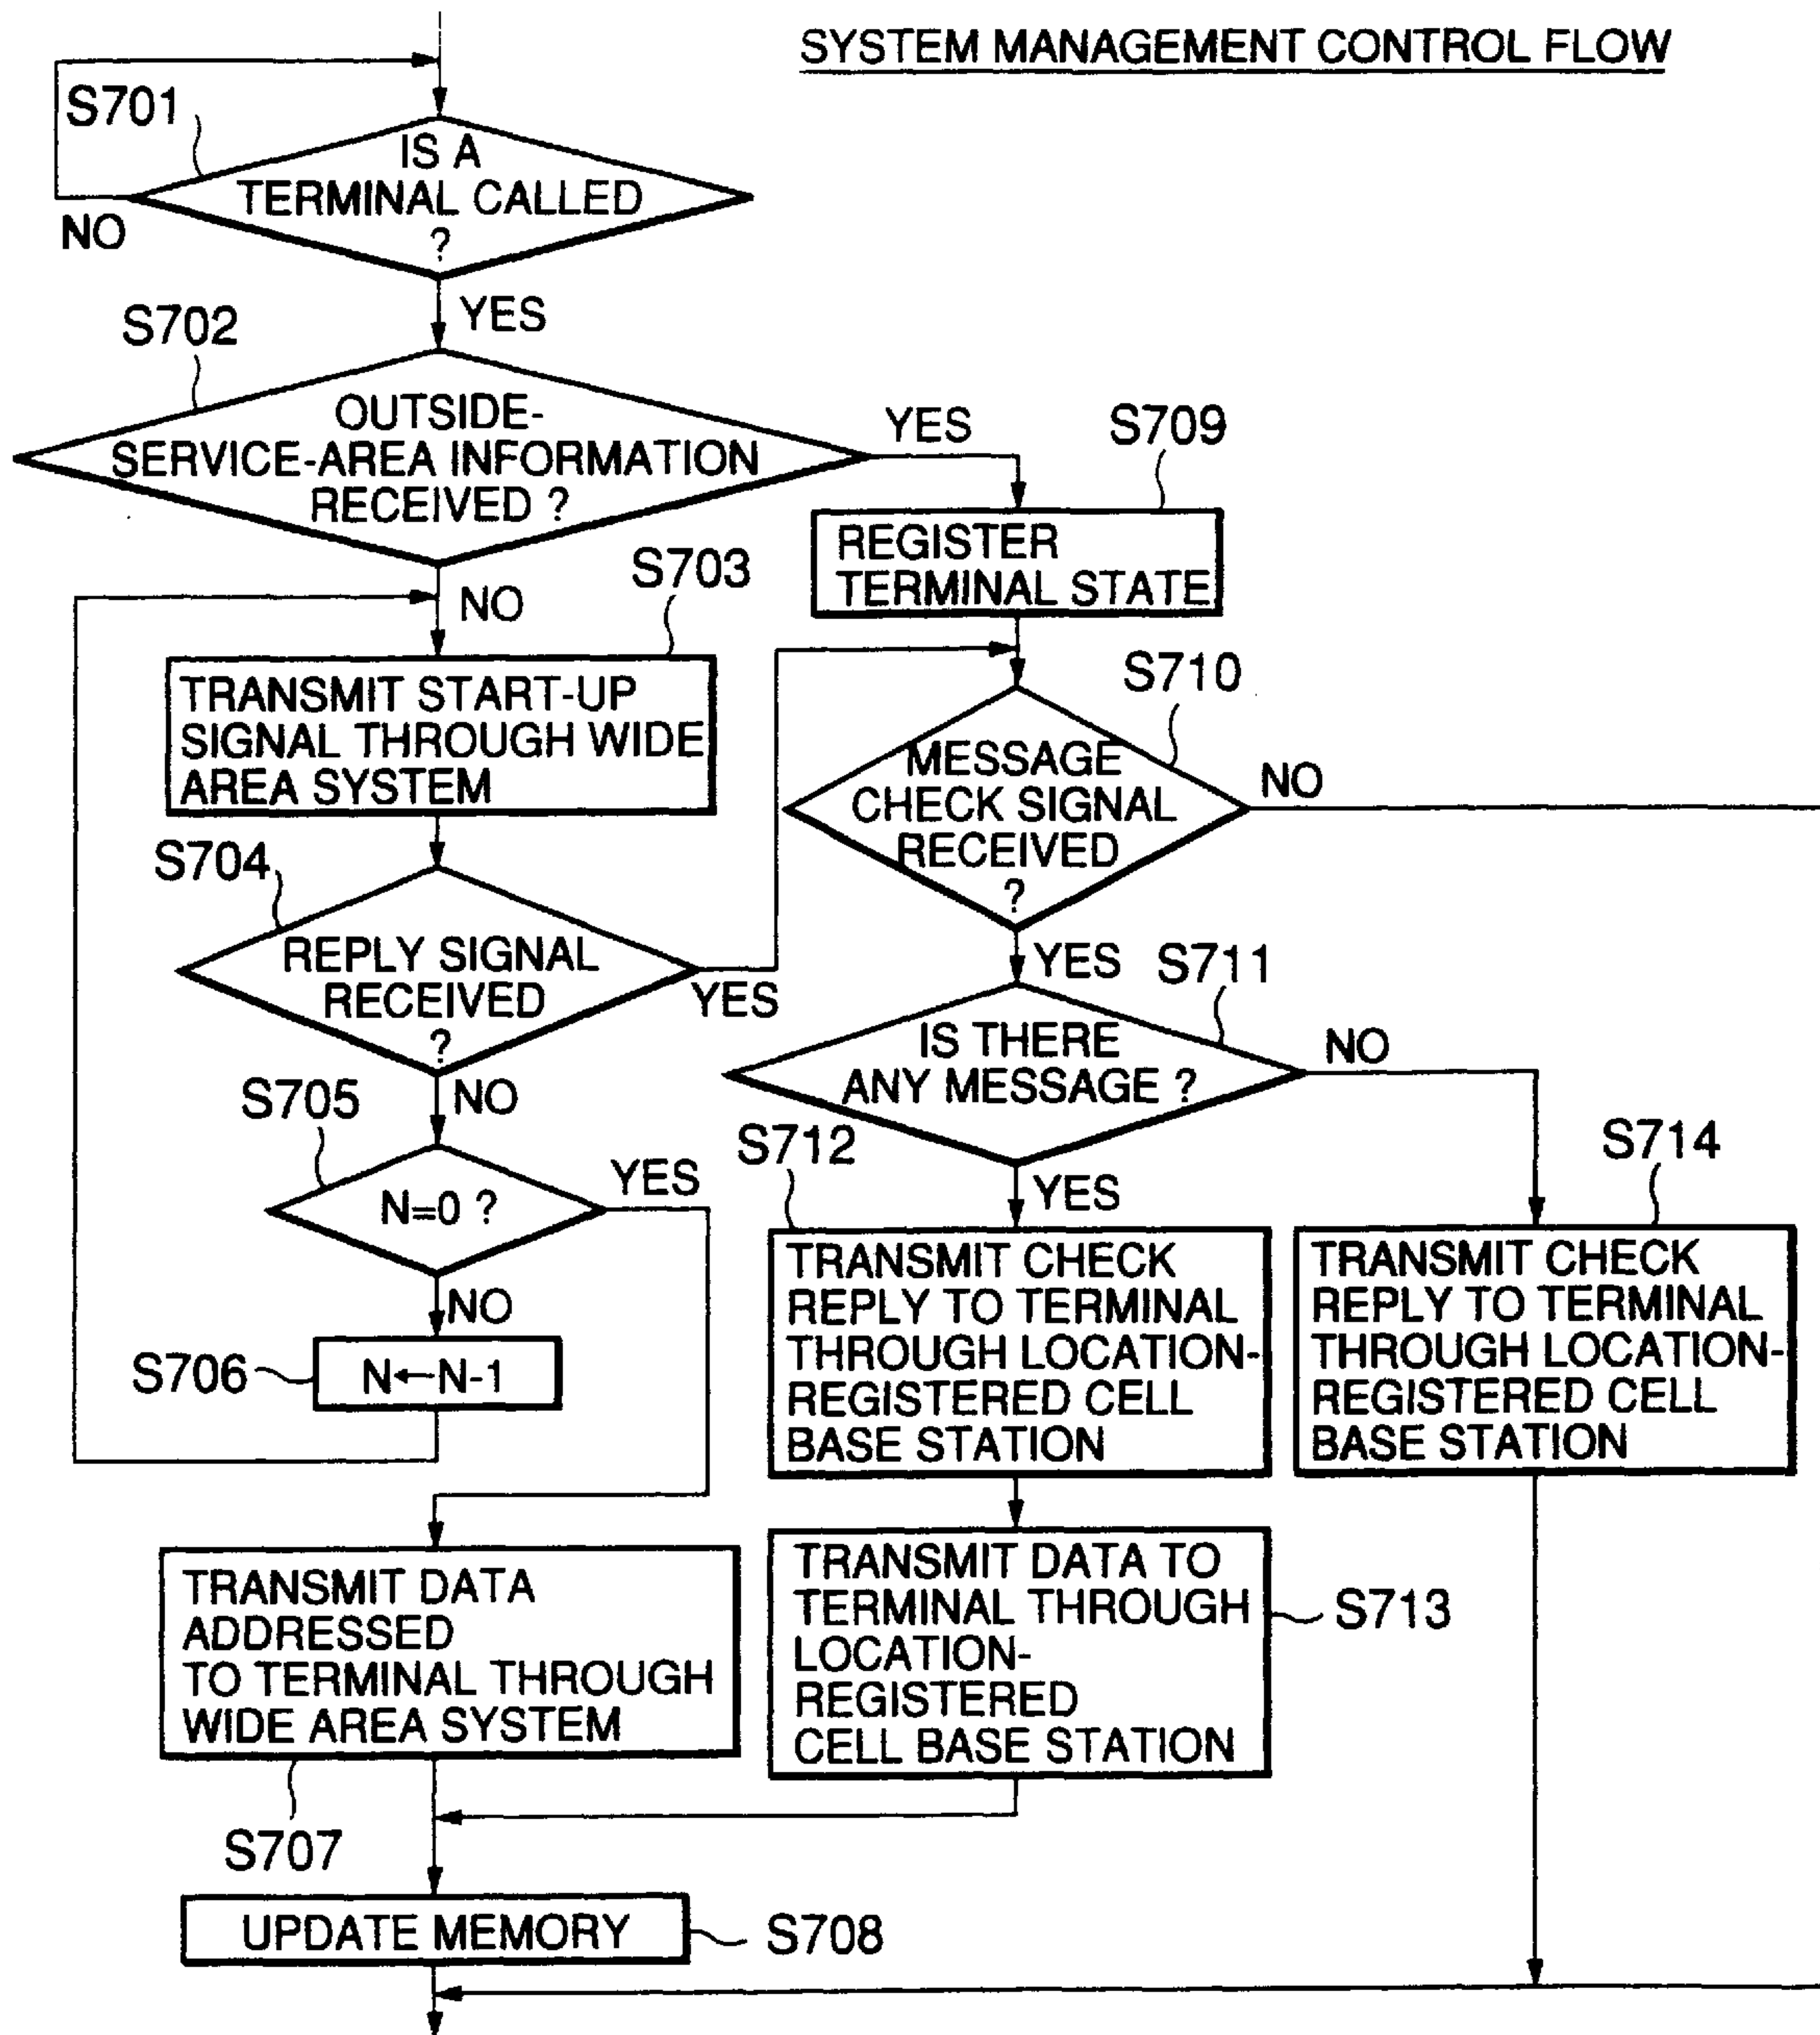 SYSTEM MANAGEMENT CONTROL FLOW
S701
IS A
TERMINAL CALLED
?
NO
YES
S702
OUTSIDE-
SERVICE-AREA INFORMATION
RECEIVED ?
YES
NO
S703
TRANSMIT START-UP
SIGNAL THROUGH WIDE
AREA SYSTEM
S704
REPLY SIGNAL
RECEIVED
?
YES
NO
S705
N=0 ?
YES
NO
S706
N←N-1
TRANSMIT DATA
ADDRESSED
TO TERMINAL THROUGH
WIDE AREA SYSTEM
S707
UPDATE MEMORY
S708
S709
REGISTER
TERMINAL STATE
S710
MESSAGE
CHECK SIGNAL
RECEIVED
?
NO
YES
S711
IS THERE
ANY MESSAGE ?
NO
YES
S712
TRANSMIT CHECK
REPLY TO TERMINAL
THROUGH LOCATION-
REGISTERED CELL
BASE STATION
TRANSMIT DATA TO
TERMINAL THROUGH
LOCATION-
REGISTERED
CELL BASE STATION
S713
S714
TRANSMIT CHECK
REPLY TO TERMINAL
THROUGH LOCATION-
REGISTERED CELL
BASE STATION